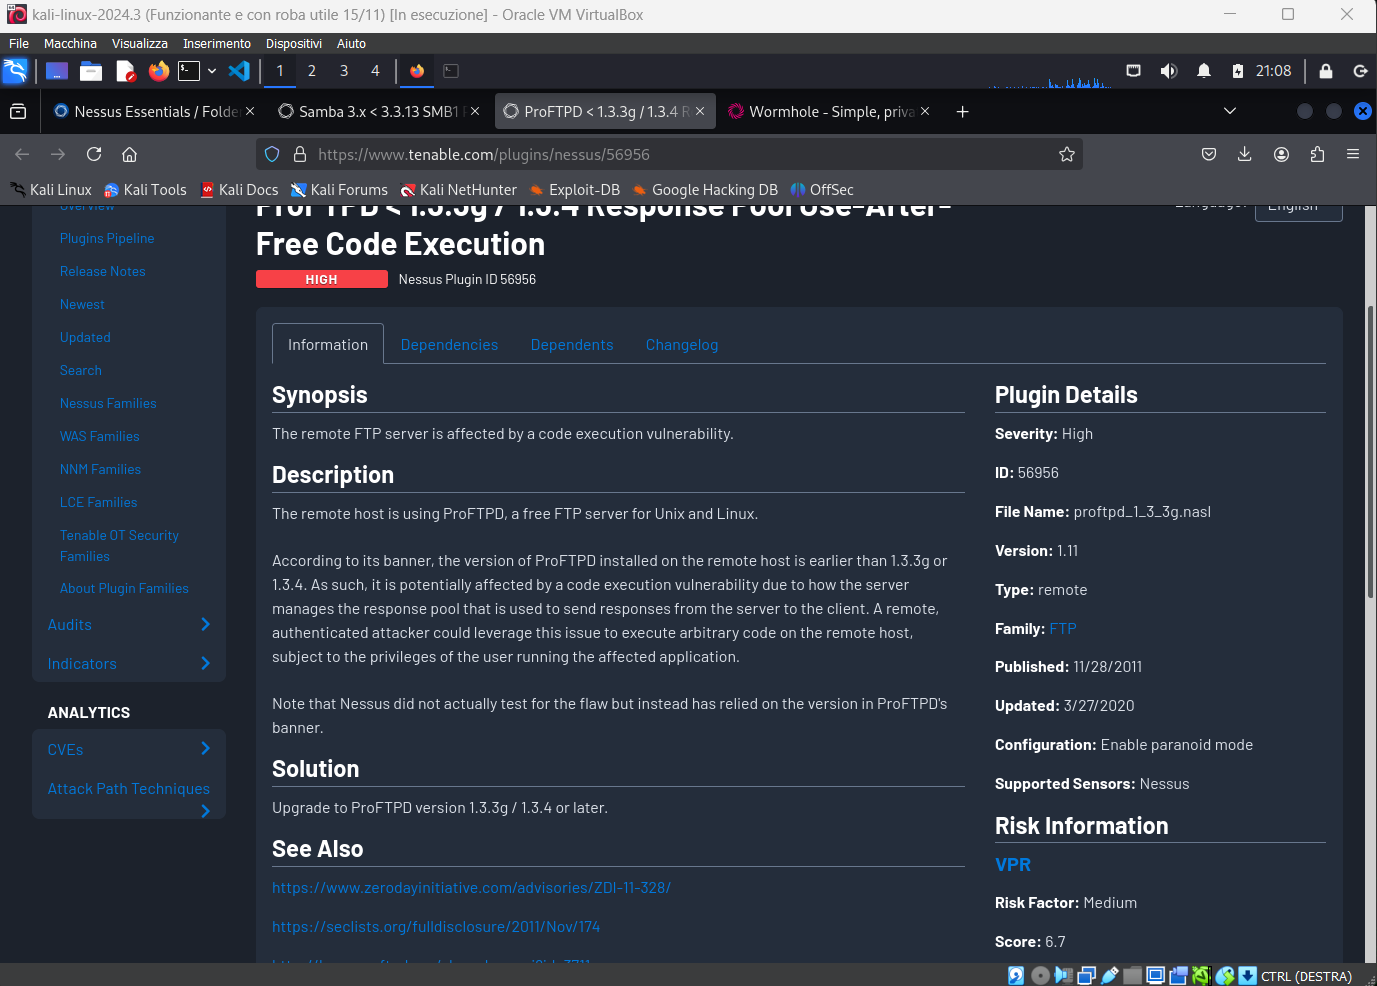 kali-linux-2024.3 (Funzionante e con roba utile 15/11) [In esecuzione] - Oracle VM VirtualBox
File Macchina Visualizza Inserimento Dispositivi Aiuto
1 2 3 4 21:08
Nessus Essentials / Folde Samba 3.x < 3.3.13 SMB1 ProFTPD < 1.3.3g / 1.3.4 R Wormhole - Simple, priva
https://www.tenable.com/plugins/nessus/56956
Kali Linux Kali Tools Kali Docs Kali Forums Kali NetHunter Exploit-DB Google Hacking DB OffSec
Overview
Plugins Pipeline
Release Notes
Newest
Updated
Search
Nessus Families
WAS Families
NNM Families
LCE Families
Tenable OT Security
Families
About Plugin Families
Audits
Indicators
ANALYTICS
CVEs
Attack Path Techniques
Language: English
ProFTPD < 1.3.3g / 1.3.4 Response Pool Use-After-
Free Code Execution
HIGH Nessus Plugin ID 56956
Information Dependencies Dependents Changelog
Synopsis
The remote FTP server is affected by a code execution vulnerability.
Description
The remote host is using ProFTPD, a free FTP server for Unix and Linux.
According to its banner, the version of ProFTPD installed on the remote host is earlier than 1.3.3g or
1.3.4. As such, it is potentially affected by a code execution vulnerability due to how the server
manages the response pool that is used to send responses from the server to the client. A remote,
authenticated attacker could leverage this issue to execute arbitrary code on the remote host,
subject to the privileges of the user running the affected application.
Note that Nessus did not actually test for the flaw but instead has relied on the version in ProFTPD's
banner.
Solution
Upgrade to ProFTPD version 1.3.3g / 1.3.4 or later.
See Also
https://www.zerodayinitiative.com/advisories/ZDI-11-328/
https://seclists.org/fulldisclosure/2011/Nov/174
Plugin Details
Severity: High
ID: 56956
File Name: proftpd_1_3_3g.nasl
Version: 1.11
Type: remote
Family: FTP
Published: 11/28/2011
Updated: 3/27/2020
Configuration: Enable paranoid mode
Supported Sensors: Nessus
Risk Information
VPR
Risk Factor: Medium
Score: 6.7
CTRL (DESTRA)